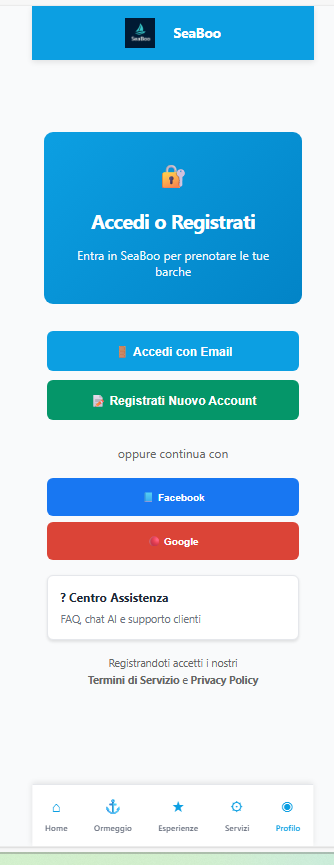 SeaBoo
SeaBoo
Accedi o Registrati
Entra in SeaBoo per prenotare le tue
barche
Accedi con Email
Registrati Nuovo Account
oppure continua con
Facebook
Google
? Centro Assistenza
FAQ, chat AI e supporto clienti
Registrandoti accetti i nostri
Termini di Servizio e Privacy Policy
Home Ormeggio Esperienze Servizi Profilo